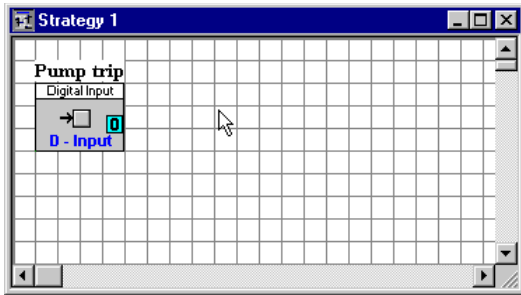 Strategy 1
Pump trip
Digital Input
0
D - Input